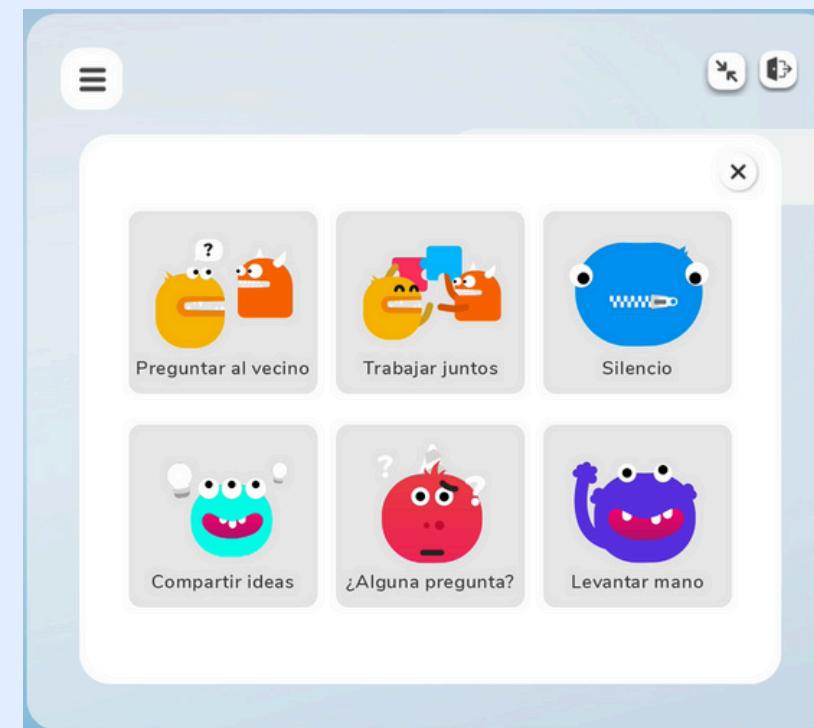 ?
Preguntar al vecino
Trabajar juntos
Silencio
? ?
Compartir ideas
¿Alguna pregunta?
Levantar mano